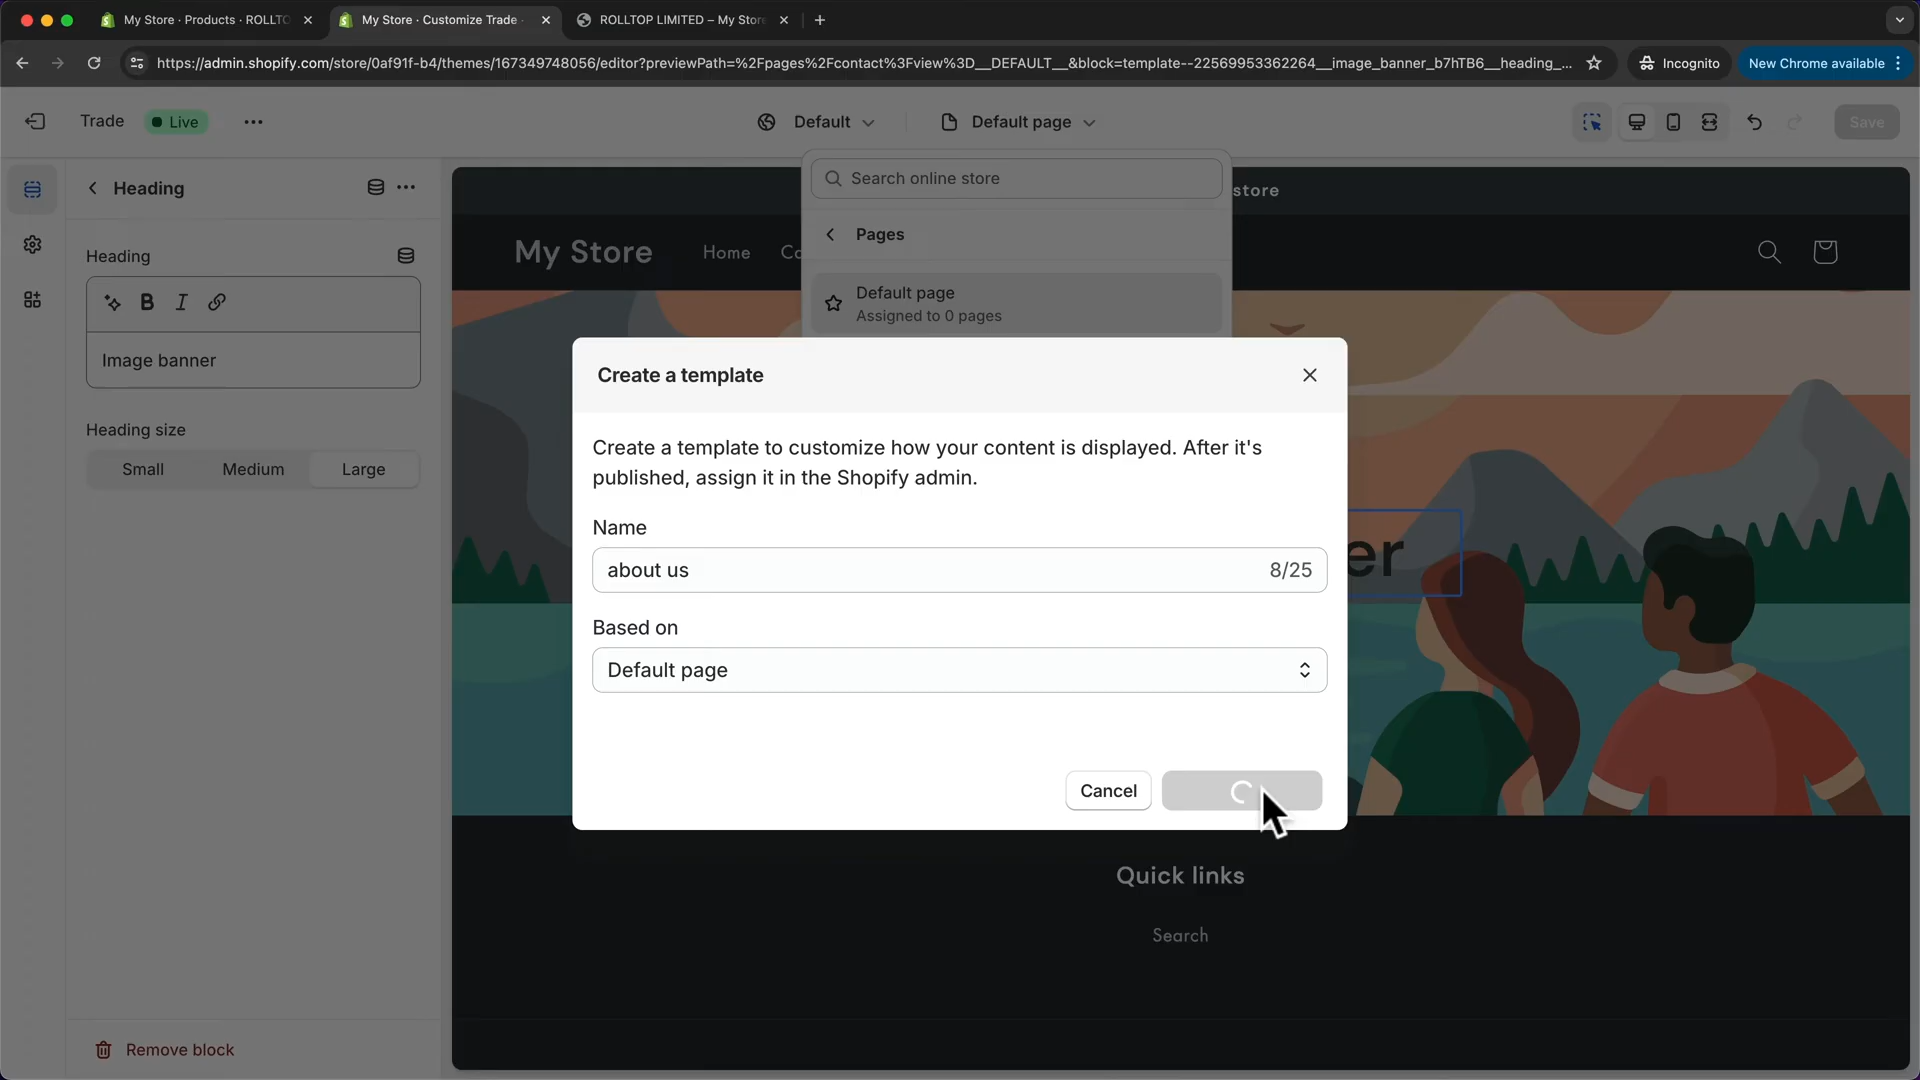 My Store · Products · ROLLTO
My Store · Customize Trade
ROLLTOP LIMITED – My Store
https://admin.shopify.com/store/0af91f-b4/themes/167349748056/editor?previewPath=%2Fpages%2Fcontact%3Fview%3D__DEFAULT__&block=template--22569953362264__image_banner_b7hTB6__heading_...
Incognito
New Chrome available
Trade
Live
Default
Default page
Save
Heading
Heading
Image banner
Heading size
Small
Medium
Large
Remove block
Search online store
Pages
Default page
Assigned to 0 pages
store
My Store
Home
Co
er
Create a template
Create a template to customize how your content is displayed. After it's
published, assign it in the Shopify admin.
Name
about us
8/25
Based on
Default page
Cancel
Quick links
Search